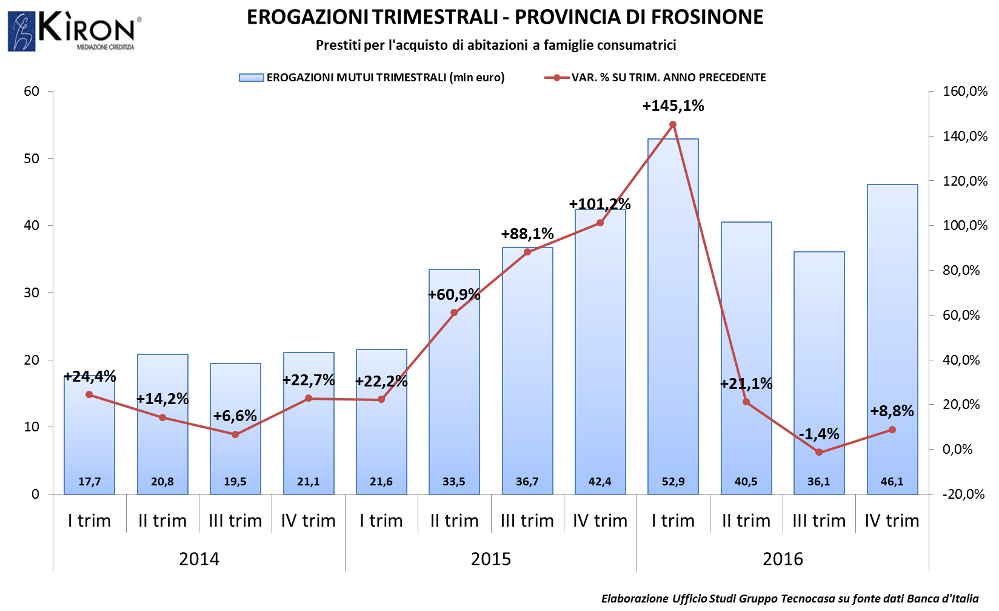 KÌRON®
MEDIAZIONE CREDITIZIA
EROGAZIONI TRIMESTRALI - PROVINCIA DI FROSINONE
Prestiti per l'acquisto di abitazioni a famiglie consumatrici
EROGAZIONI MUTUI TRIMESTRALI (mln euro) VAR. % SU TRIM. ANNO PRECEDENTE
60
50
40
30
20
10
0
160,0%
140,0%
120,0%
100,0%
80,0%
60,0%
40,0%
20,0%
0,0%
-20,0%
+24,4% +14,2% +6,6% +22,7% +22,2% +60,9% +88,1% +101,2% +145,1% +21,1% -1,4% +8,8%
17,7 20,8 19,5 21,1 21,6 33,5 36,7 42,4 52,9 40,5 36,1 46,1
I trim II trim III trim IV trim I trim II trim III trim IV trim I trim II trim III trim IV trim
2014 2015 2016
Elaborazione Ufficio Studi Gruppo Tecnocasa su fonte dati Banca d'Italia